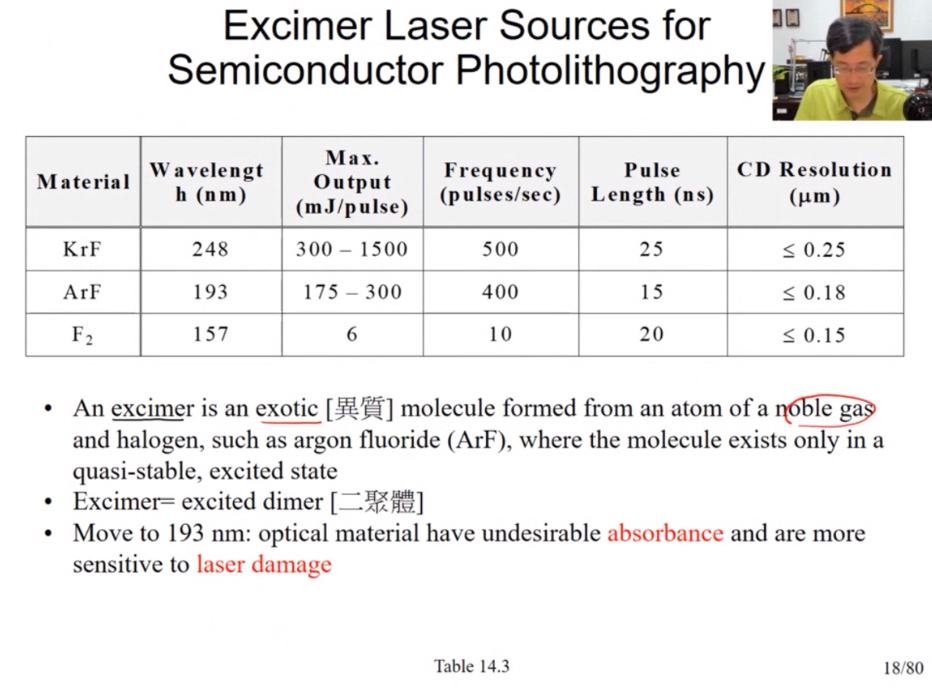 Excimer Laser Sources for
Semiconductor Photolithography
Material Wavelengt h (nm) Max. Output (mJ/pulse) Frequency (pulses/sec) Pulse Length (ns) CD Resolution (μm)
KrF 248 300 – 1500 500 25 ≤ 0.25
ArF 193 175 – 300 400 15 ≤ 0.18
F₂ 157 6 10 20 ≤ 0.15
• An excimer is an exotic [異質] molecule formed from an atom of a noble gas
and halogen, such as argon fluoride (ArF), where the molecule exists only in a
quasi-stable, excited state
• Excimer= excited dimer [二聚體]
• Move to 193 nm: optical material have undesirable absorbance and are more
sensitive to laser damage
Table 14.3
18/80